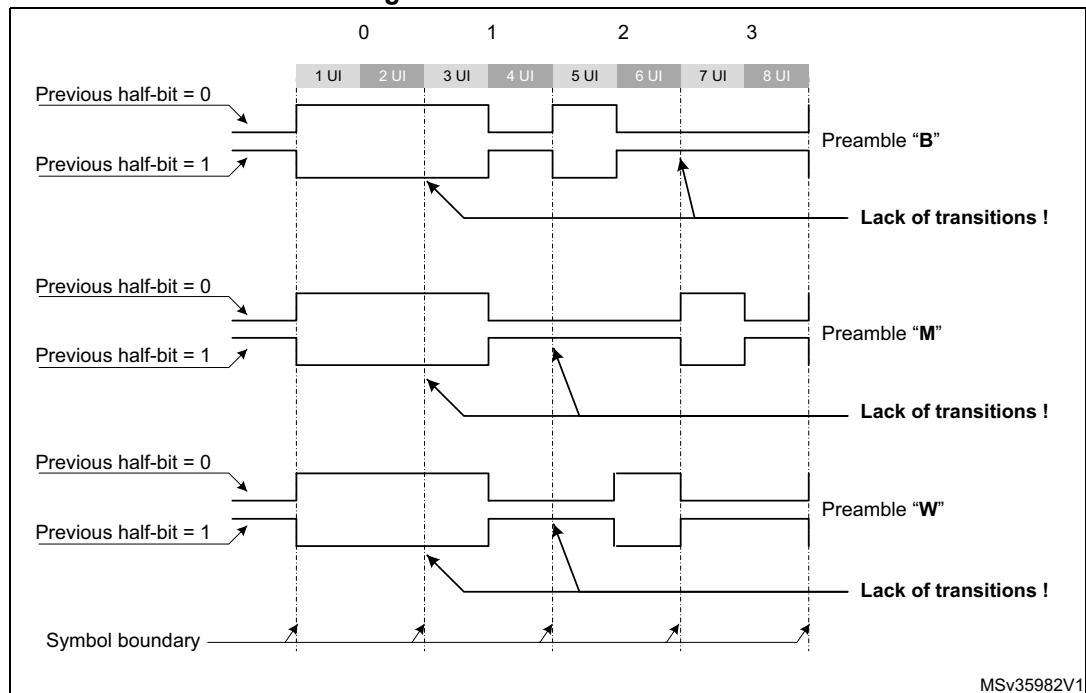 0 1 2 3
1 UI 2 UI 3 UI 4 UI 5 UI 6 UI 7 UI 8 UI
Previous half-bit = 0
Preamble “B”
Previous half-bit = 1
Lack of transitions !
Previous half-bit = 0
Preamble “M”
Previous half-bit = 1
Lack of transitions !
Previous half-bit = 0
Preamble “W”
Previous half-bit = 1
Lack of transitions !
Symbol boundary
MSv35982V1